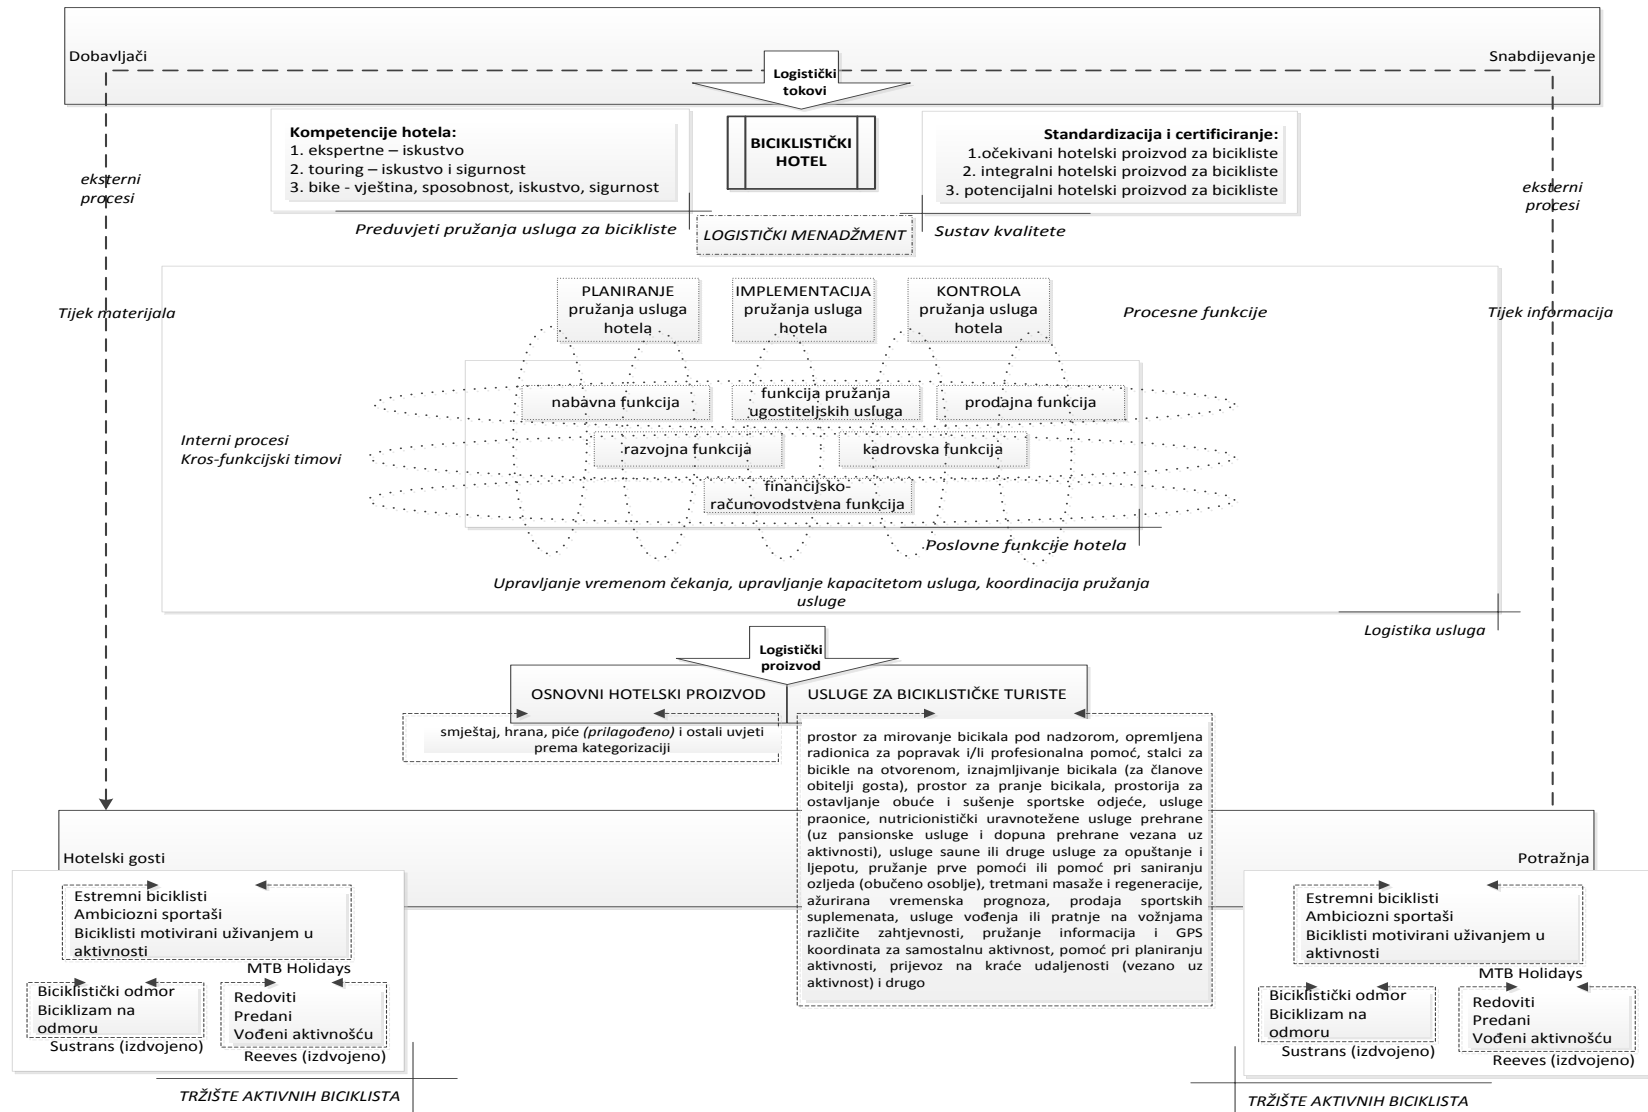 Dobavljači
Snabdijevanje
Logistički
tokovi
Kompetencije hotela:
1. ekspertne – iskustvo
2. touring – iskustvo i sigurnost
3. bike - vještina, sposobnost, iskustvo, sigurnost
BICIKLISTIČKI
HOTEL
Standardizacija i certificiranje:
1.očekivani hotelski proizvod za bicikliste
2. integralni hotelski proizvod za bicikliste
3. potencijalni hotelski proizvod za bicikliste
eksterni
procesi
eksterni
procesi
Preduvjeti pružanja usluga za bicikliste
LOGISTIČKI MENADŽMENT
Sustav kvalitete
Tijek materijala
PLANIRANJE
pružanja usluga
hotela
IMPLEMENTACIJA
pružanja usluga
hotela
KONTROLA
pružanja usluga
hotela
Procesne funkcije
Tijek informacija
nabavna funkcija
funkcija pružanja
ugostiteljskih usluga
prodajna funkcija
Interni procesi
Kros-funkcijski timovi
razvojna funkcija
kadrovska funkcija
financijsko-
računovodstvena funkcija
Poslovne funkcije hotela
Upravljanje vremenom čekanja, upravljanje kapacitetom usluga, koordinacija pružanja
usluge
Logistika usluga
Logistički
proizvod
OSNOVNI HOTELSKI PROIZVOD
USLUGE ZA BICIKLISTIČKE TURISTE
smještaj, hrana, piće (prilagođeno) i ostali uvjeti
prema kategorizaciji
prostor za mirovanje bicikala pod nadzorom, opremljena
radionica za popravak i/li profesionalna pomoć, stalci za
bicikle na otvorenom, iznajmljivanje bicikala (za članove
obitelji gosta), prostor za pranje bicikala, prostorija za
ostavljanje obuće i sušenje sportske odjeće, usluge
praonice, nutricionistički uravnotežene usluge prehrane
(uz pansionske usluge i dopuna prehrane vezana uz
aktivnosti), usluge saune ili druge usluge za opuštanje i
ljepotu, pružanje prve pomoći ili pomoć pri saniranju
ozljeda (obučeno osoblje), tretmani masaže i regeneracije,
ažurirana vremenska prognoza, prodaja sportskih
suplemenata, usluge vođenja ili pratnje na vožnjama
različite zahtjevnosti, pružanje informacija i GPS
koordinata za samostalnu aktivnost, pomoć pri planiranju
aktivnosti, prijevoz na kraće udaljenosti (vezano uz
aktivnost) i drugo
Hotelski gosti
Potražnja
Estremni biciklisti
Ambiciozni sportaši
Biciklisti motivirani uživanjem u
aktivnosti
MTB Holidays
Biciklistički odmor
Biciklizam na
odmoru
Sustrans (izdvojeno)
Redoviti
Predani
Vođeni aktivnošću
Reeves (izdvojeno)
TRŽIŠTE AKTIVNIH BICIKLISTA
Estremni biciklisti
Ambiciozni sportaši
Biciklisti motivirani uživanjem u
aktivnosti
MTB Holidays
Biciklistički odmor
Biciklizam na
odmoru
Sustrans (izdvojeno)
Redoviti
Predani
Vođeni aktivnošću
Reeves (izdvojeno)
TRŽIŠTE AKTIVNIH BICIKLISTA